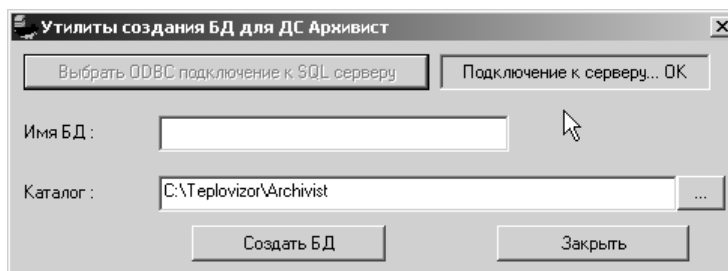 Утилиты создания БД для ДС Архивист
Выбрать ODBC подключение к SQL серверу Подключение к серверу... OK
Имя БД :
Каталог : C:\Teplovizor\Archivist ...
Создать БД Закрыть